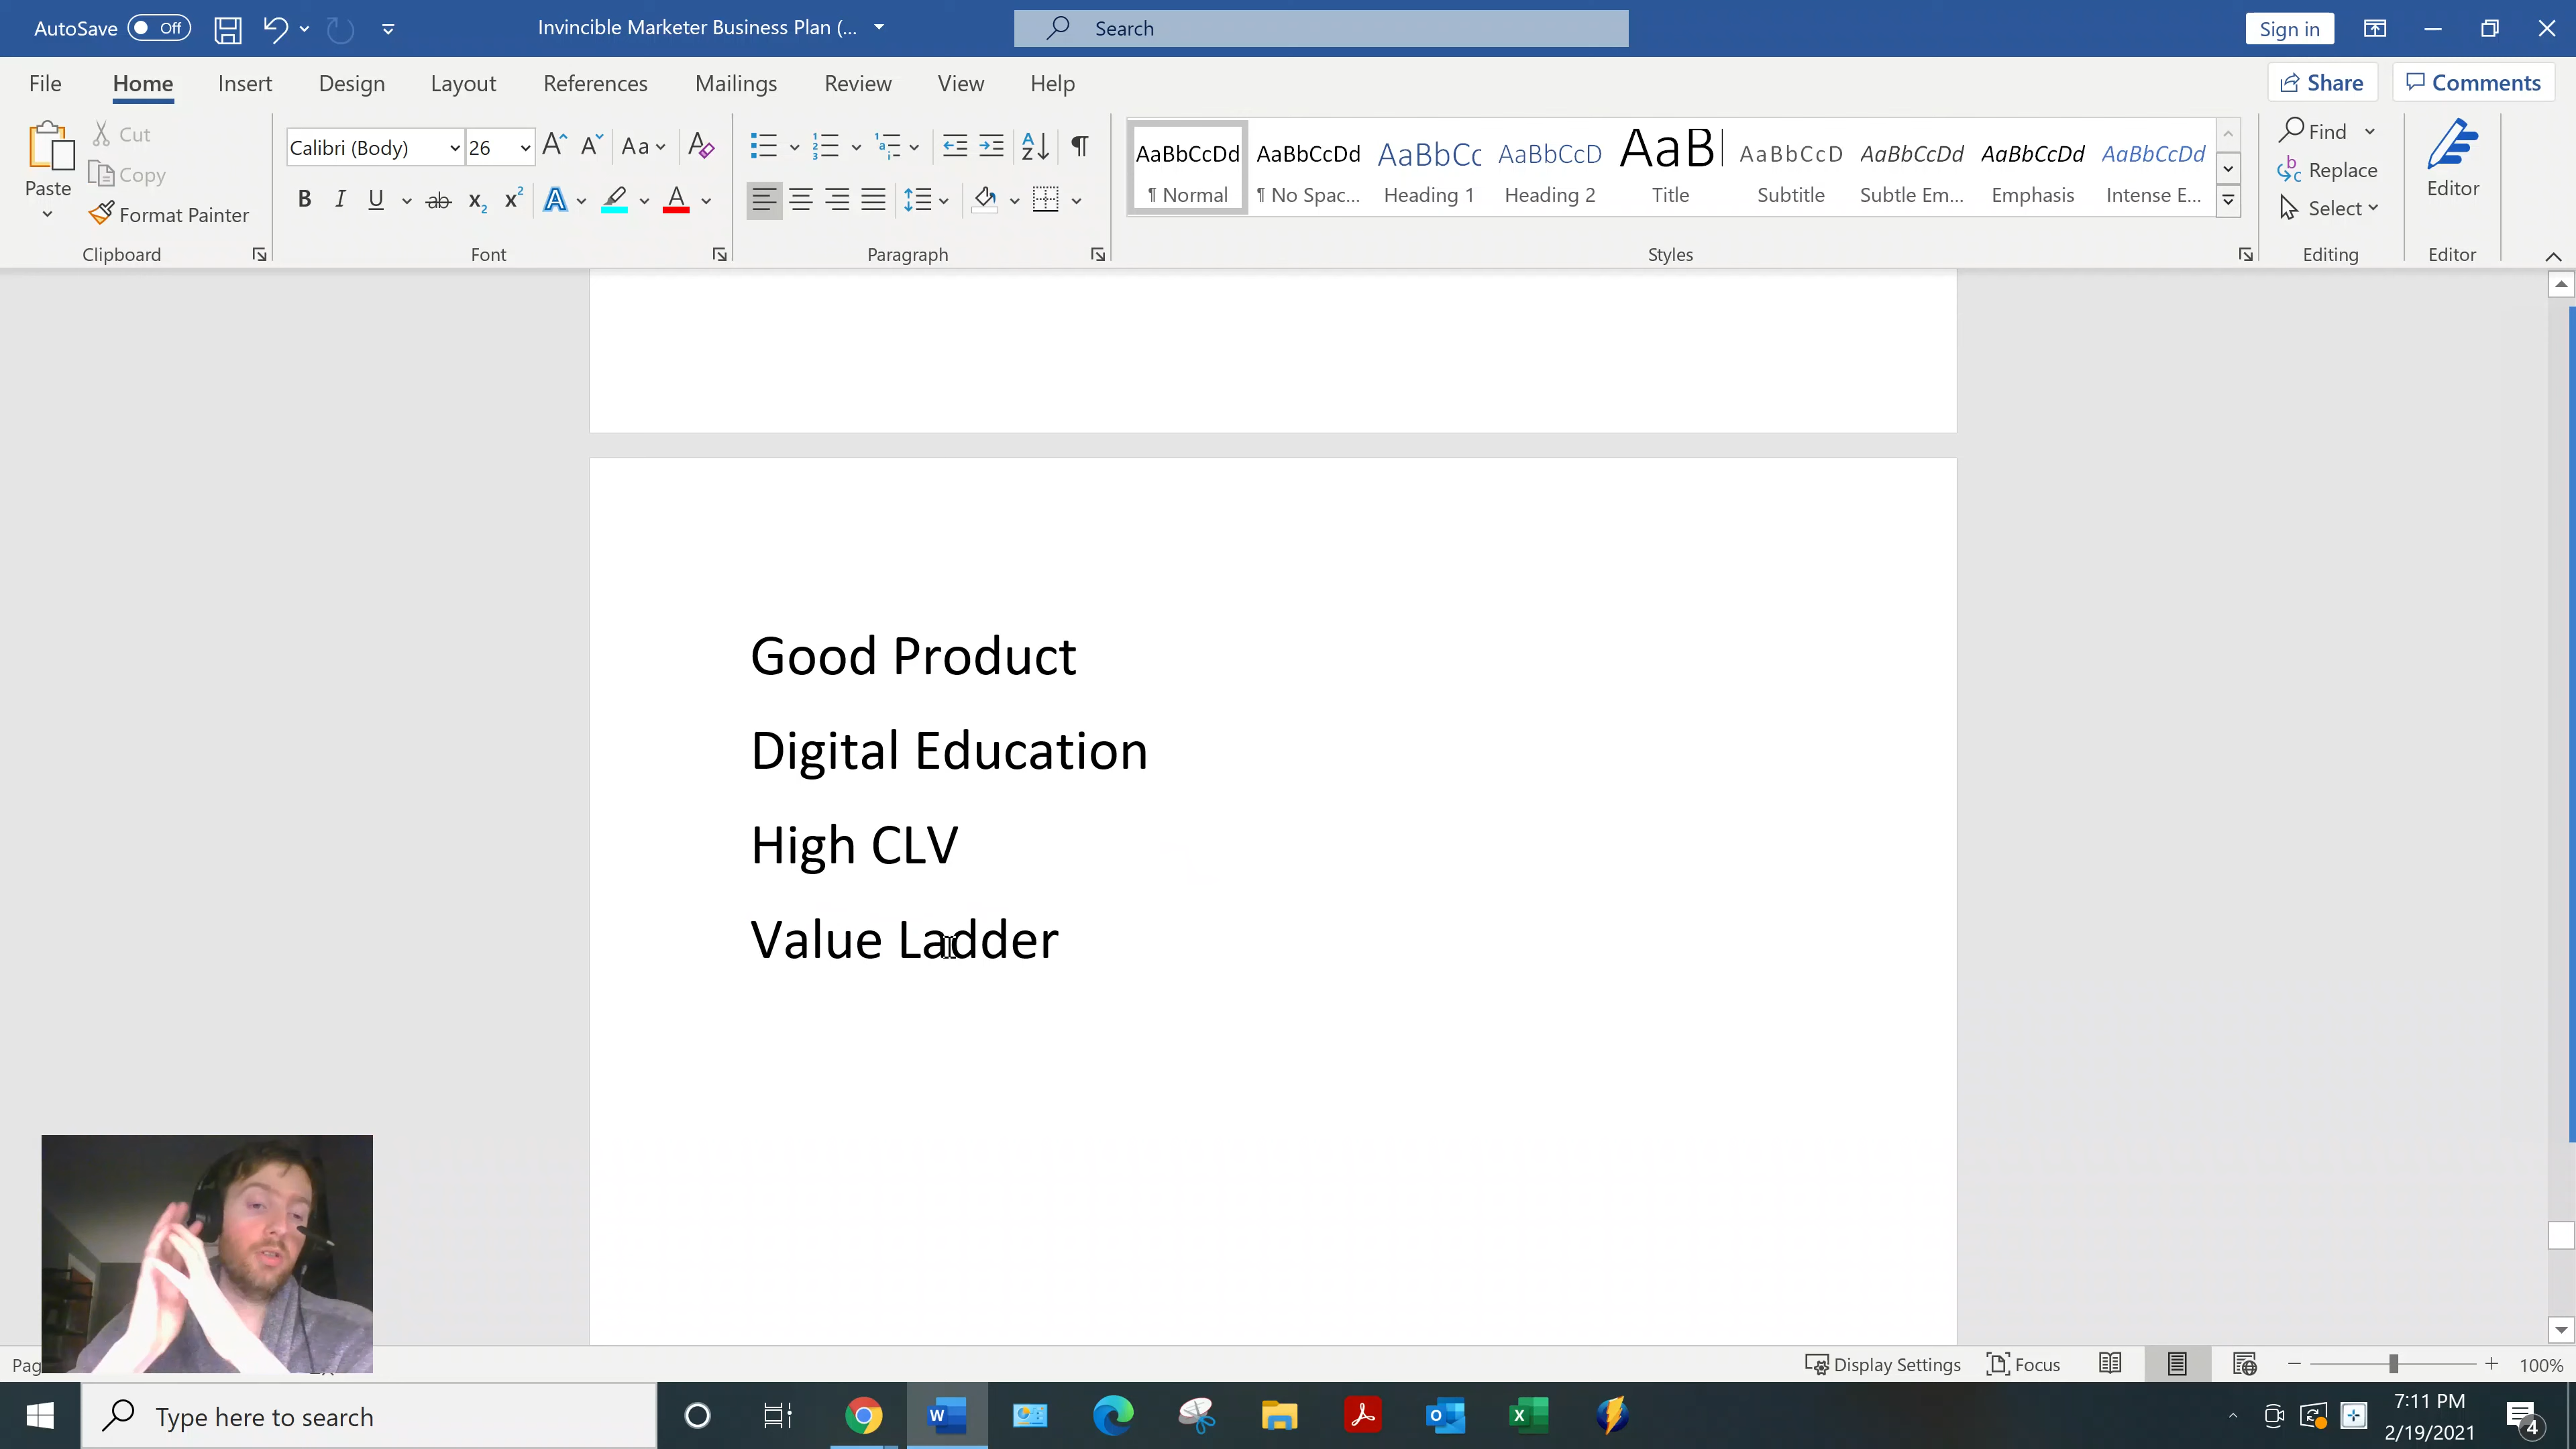 AutoSave Off Invincible Marketer Business Plan (... Search Sign in
File Home Insert Design Layout References Mailings Review View Help Share Comments
Paste
Cut
Copy
Format Painter
Clipboard
Calibri (Body) 26
Font
Paragraph
AaBbCcDd AaBbCcDd AaBbCc AaBbCcD AaB AaBbCcD AaBbCcDd AaBbCcDd AaBbCcDd
¶ Normal ¶ No Spac... Heading 1 Heading 2 Title Subtitle Subtle Em... Emphasis Intense E...
Styles
Find
Replace
Select
Editing
Editor
Editor
Good Product
Digital Education
High CLV
Value Ladder
Pag
Display Settings Focus 100%
Type here to search
7:11 PM
2/19/2021
4